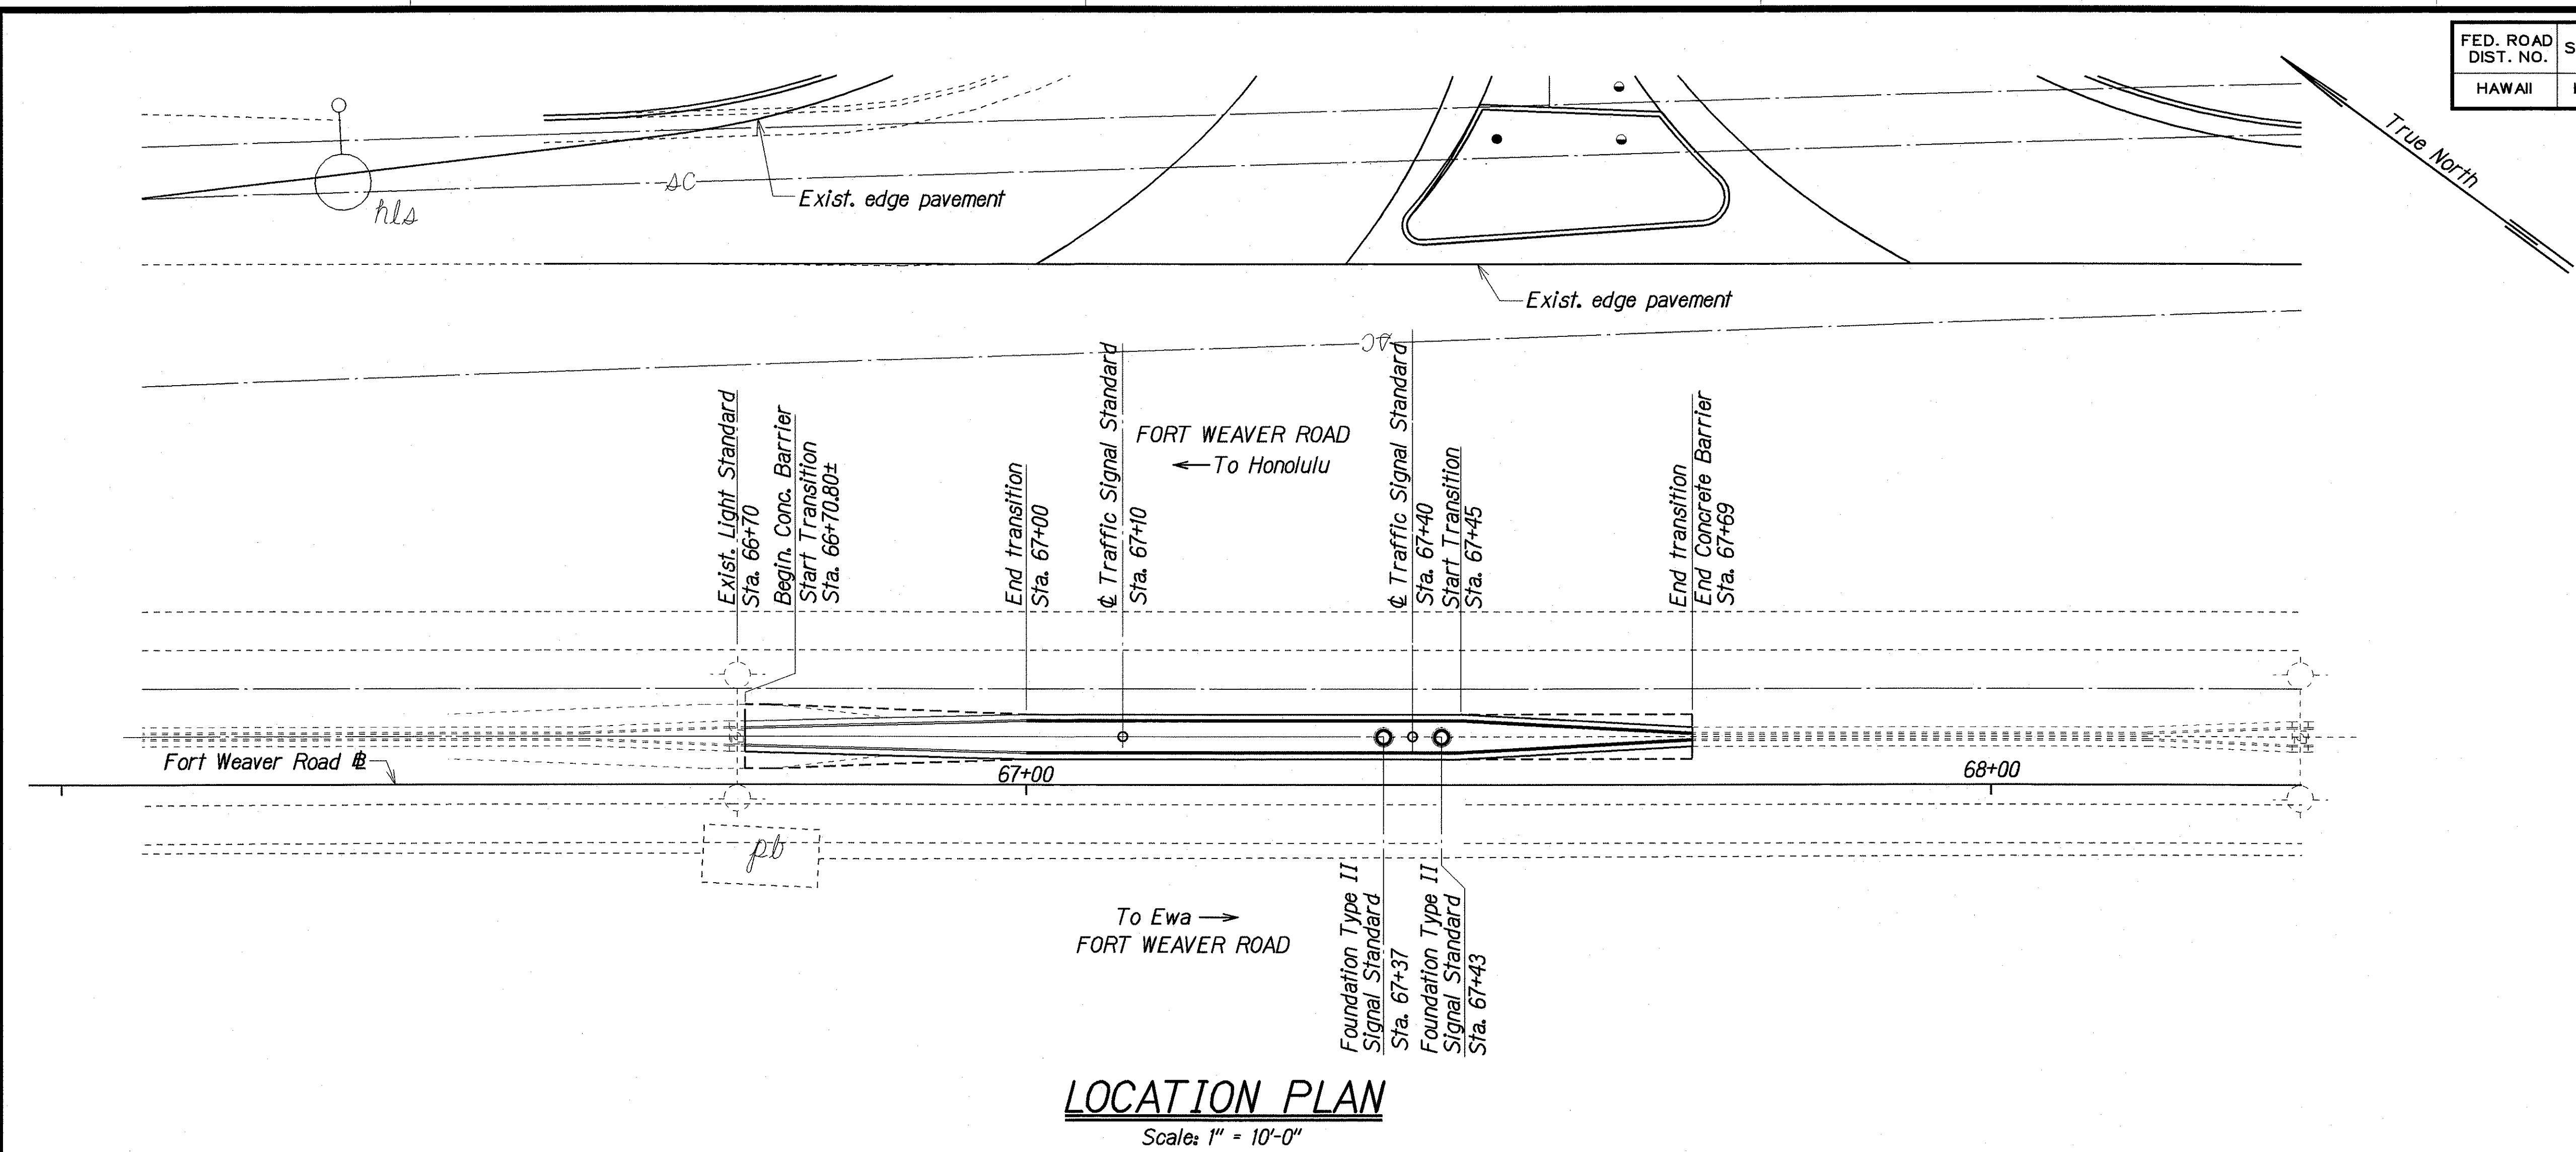 FED. ROAD
DIST. NO.
HAWAII
True North
hls
SC
Exist. edge pavement
Exist. edge pavement
SC
Exist. Light Standard
Sta. 66+70
Begin. Conc. Barrier
Start Transition
Sta. 66+70.80±
End transition
Sta. 67+00
℄ Traffic Signal Standard
Sta. 67+10
FORT WEAVER ROAD
←To Honolulu
℄ Traffic Signal Standard
Sta. 67+40
Start Transition
Sta. 67+45
End transition
End Concrete Barrier
Sta. 67+69
Fort Weaver Road
67+00
68+00
pb
To Ewa →
FORT WEAVER ROAD
Foundation Type II
Signal Standard
Sta. 67+37
Foundation Type II
Signal Standard
Sta. 67+43
LOCATION PLAN
Scale: 1" = 10'-0"